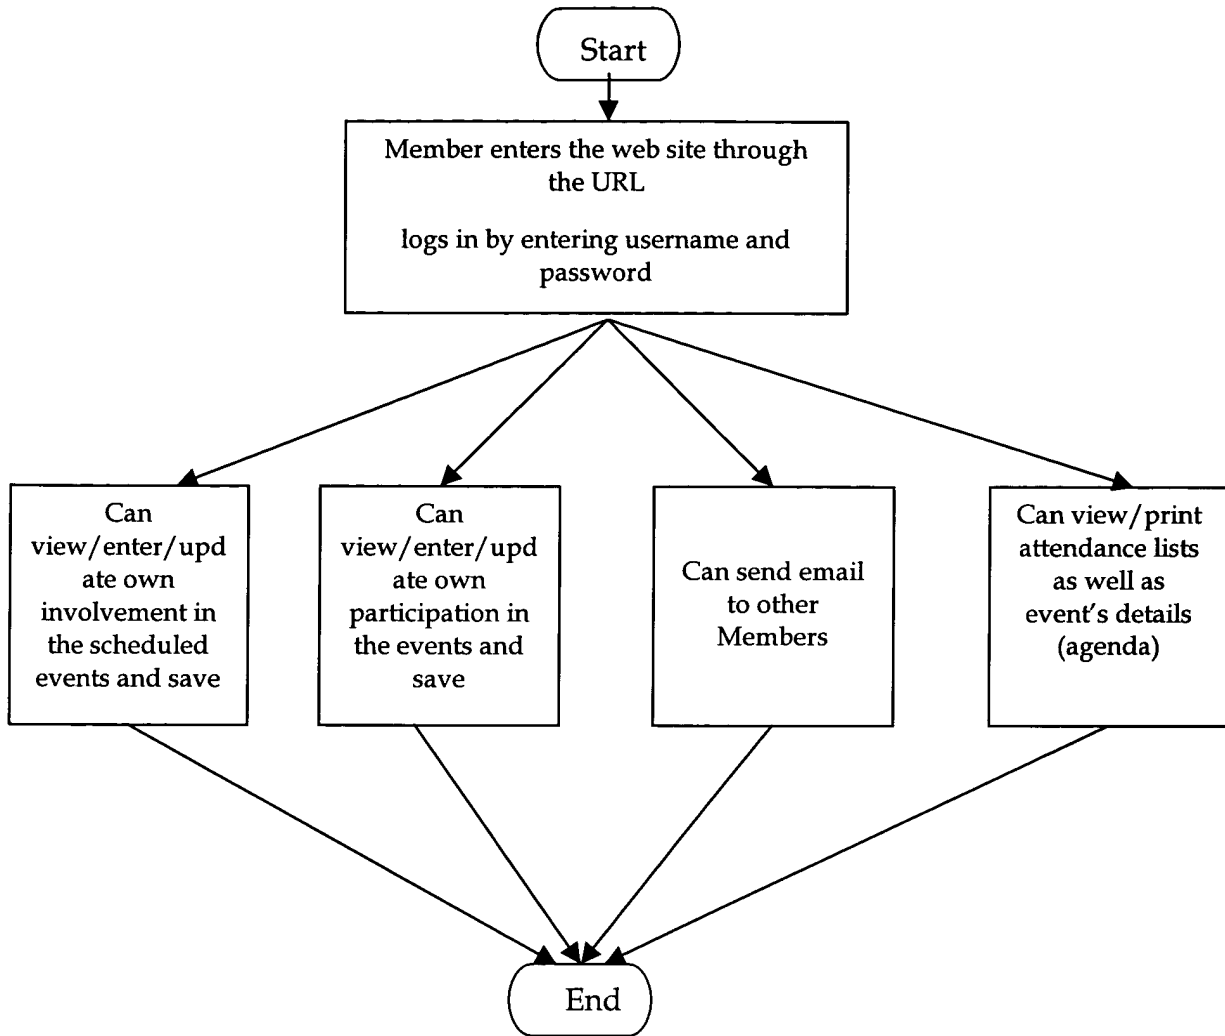 Start
Member enters the web site through
the URL
logs in by entering username and
password
Can
view/enter/upd
ate own
involvement in
the scheduled
events and save
Can
view/enter/upd
ate own
participation in
the events and
save
Can send email
to other
Members
Can view/print
attendance lists
as well as
event's details
(agenda)
End